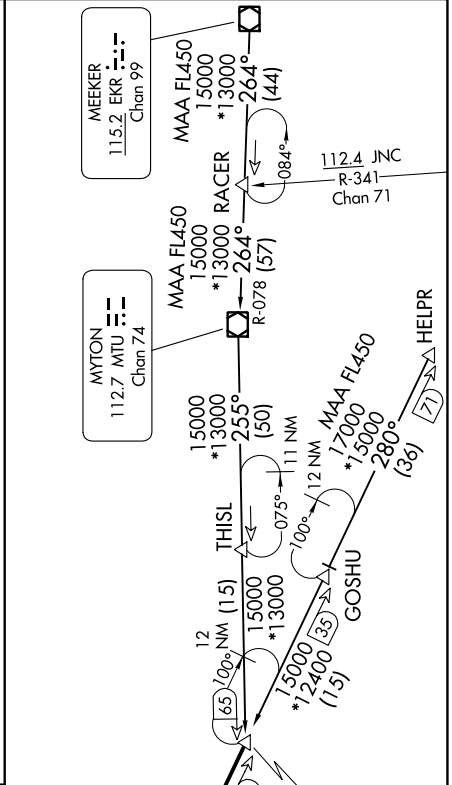 MEEKER
115.2 EKR
Chan 99
MAA FL450
15000
*13000
264°
(44)
084°
RACER
112.4 JNC
R-341
Chan 71
MAA FL450
15000
*13000
264°
(57)
R-078
MYTON
112.7 MTU
Chan 74
15000
*13000
255°
(50)
11 NM
075°
THISL
(15)
15000
*13000
12
NM
100°
65
HELPR
71
MAA FL450
17000
*15000
280°
(36)
12 NM
100°
GOSHU
35
15000
*12400
(15)